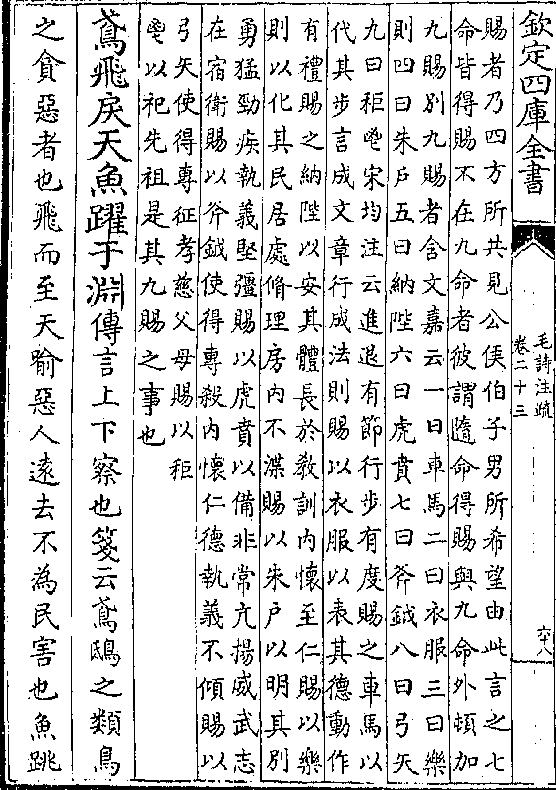 欽定四庫全書
毛詩注疏
卷二十三
六八
賜者乃四方所共見公侯伯子男所希望由此言之七
命皆得賜不在九命者彼謂隨命得賜與九命外頓加
九賜別九賜者含文嘉云一曰車馬二曰衣服三曰樂
則四曰朱戶五曰納陛六曰虎賁七曰斧鉞八曰弓矢
九曰秬鬯宋均注云進退有節行步有度賜之車馬以
代其步言成文章行成法則賜以衣服以表其德動作
有禮賜之納陛以安其體長於教訓內懷至仁賜以樂
則以化其民居處脩理房內不渫賜以朱戶以明其別
勇猛勁疾執義堅彊賜以虎賁以備非常亢揚威武志
在宿衛賜以斧鉞使得專殺內懷仁德執義不傾賜以
弓矢使得專征孝慈父母賜以秬
鬯以祀先祖是其九賜之事也
鳶飛戾天魚躍于淵傳言上下察也箋云鳶鴟之類鳥
之貪惡者也飛而至天喻惡人遠去不為民害也魚跳